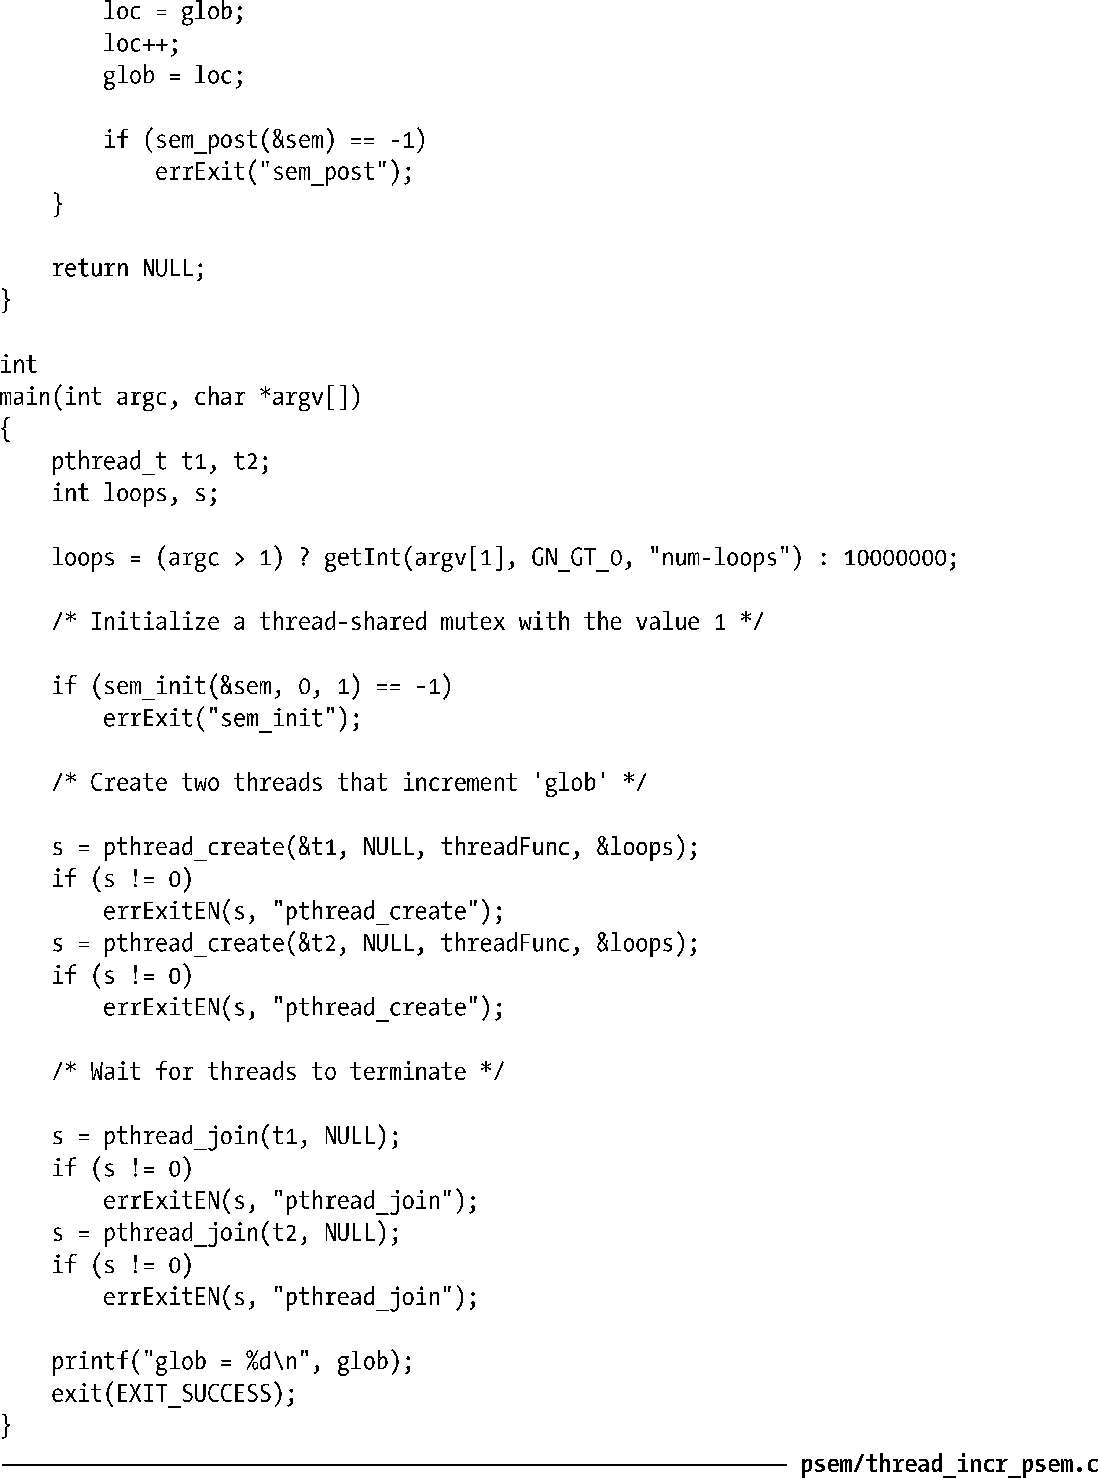 loc = glob;
        loc++;
        glob = loc;

        if (sem_post(&sem) == -1)
            errExit("sem_post");
    }

    return NULL;
}

int
main(int argc, char *argv[])
{
    pthread_t t1, t2;
    int loops, s;

    loops = (argc > 1) ? getInt(argv[1], GN_GT_0, "num-loops") : 10000000;

    /* Initialize a thread-shared mutex with the value 1 */

    if (sem_init(&sem, 0, 1) == -1)
        errExit("sem_init");

    /* Create two threads that increment 'glob' */

    s = pthread_create(&t1, NULL, threadFunc, &loops);
    if (s != 0)
        errExitEN(s, "pthread_create");
    s = pthread_create(&t2, NULL, threadFunc, &loops);
    if (s != 0)
        errExitEN(s, "pthread_create");

    /* Wait for threads to terminate */

    s = pthread_join(t1, NULL);
    if (s != 0)
        errExitEN(s, "pthread_join");
    s = pthread_join(t2, NULL);
    if (s != 0)
        errExitEN(s, "pthread_join");

    printf("glob = %d\n", glob);
    exit(EXIT_SUCCESS);
}
psem/thread_incr_psem.c